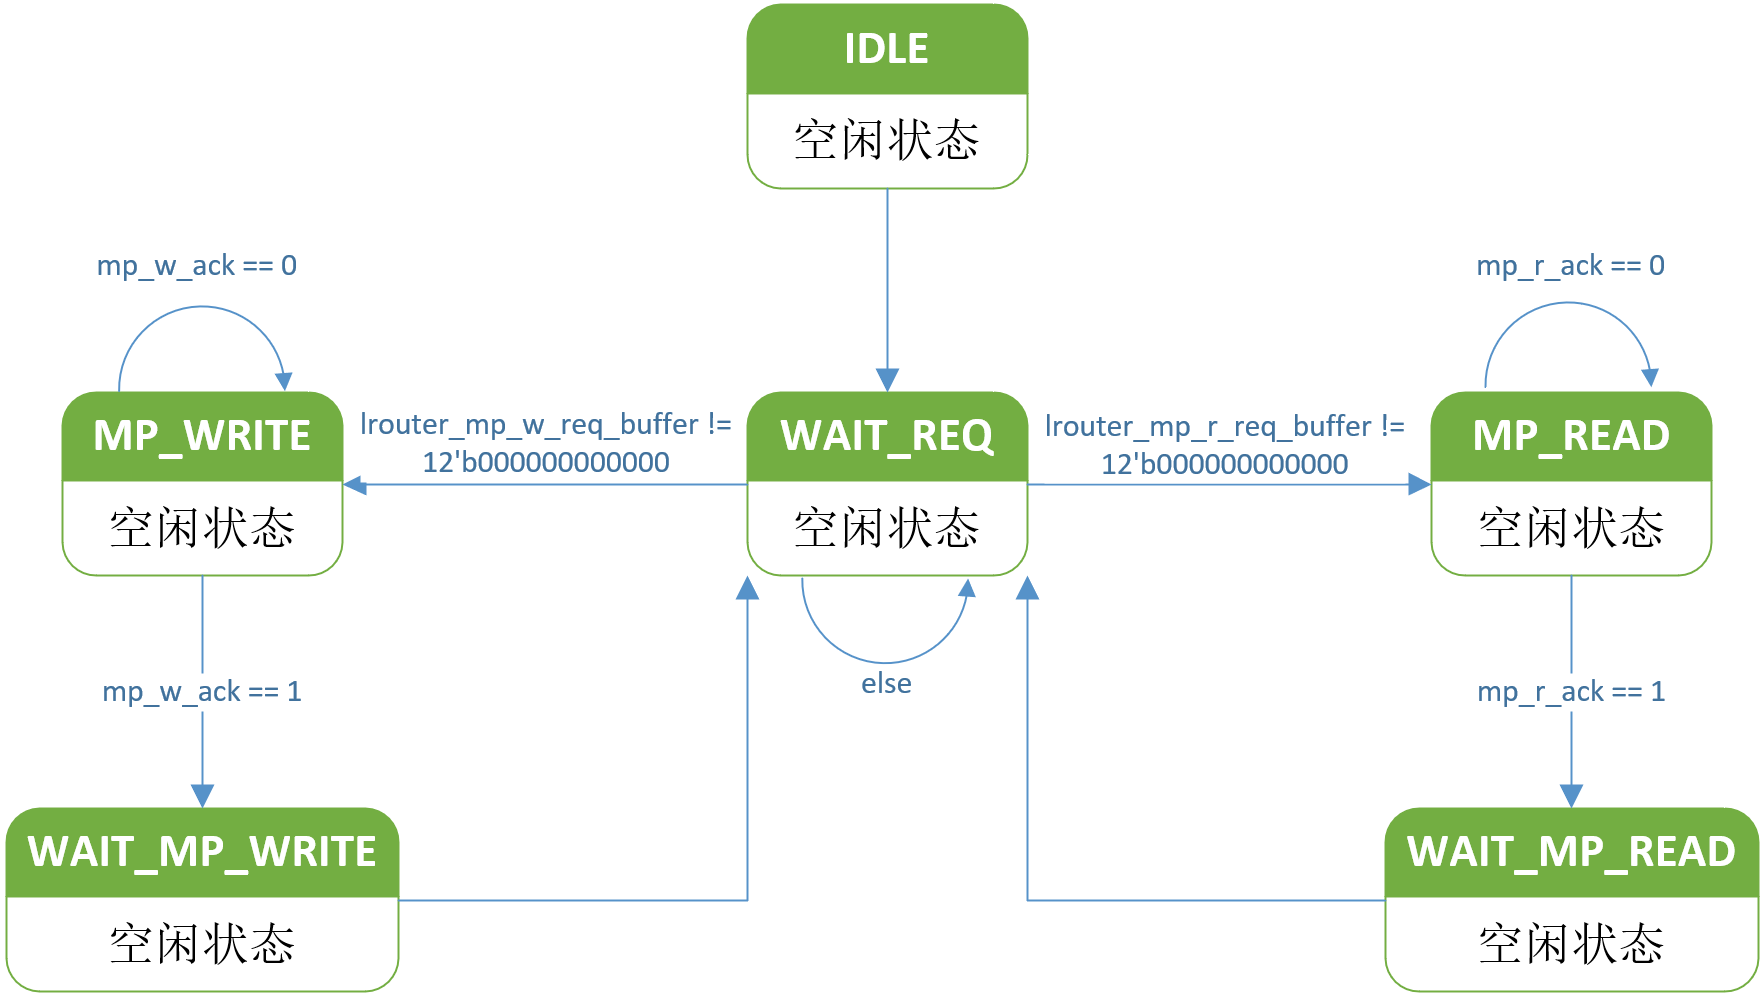 IDLE
空闲状态
mp_w_ack == 0
mp_r_ack == 0
MP_WRITE
空闲状态
lrouter_mp_w_req_buffer !=
12'b000000000000
WAIT_REQ
空闲状态
lrouter_mp_r_req_buffer !=
12'b000000000000
MP_READ
空闲状态
else
mp_w_ack == 1
mp_r_ack == 1
WAIT_MP_WRITE
空闲状态
WAIT_MP_READ
空闲状态